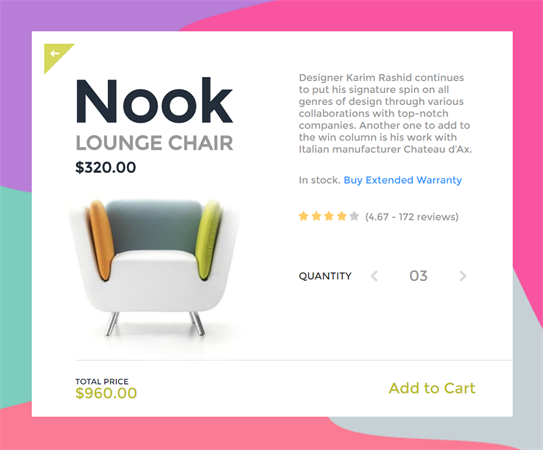 Nook
LOUNGE CHAIR
$320.00
Designer Karim Rashid continues
to put his signature spin on all
genres of design through various
collaborations with top-notch
companies. Another one to add to
the win column is his work with
Italian manufacturer Chateau d'Ax.
In stock. Buy Extended Warranty
(4.67 - 172 reviews)
QUANTITY 03
TOTAL PRICE
$960.00
Add to Cart